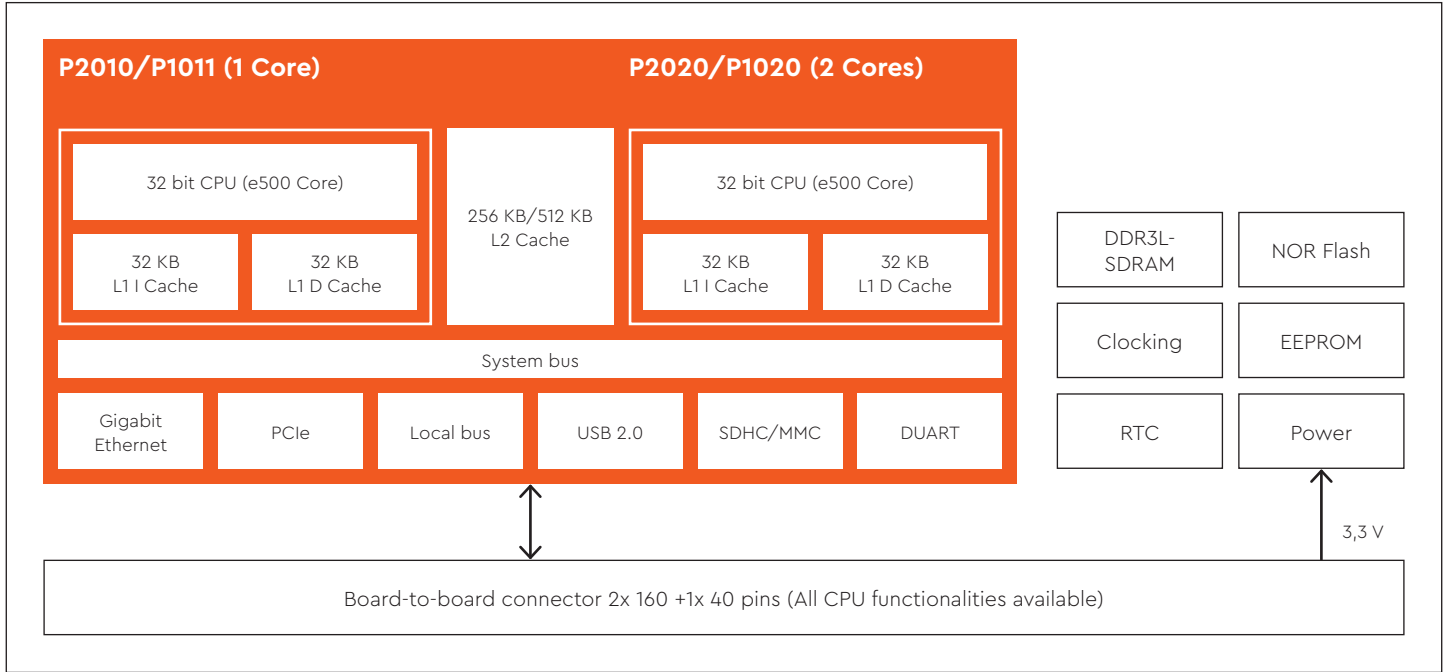 P2010/P1011 (1 Core)
P2020/P1020 (2 Cores)
32 bit CPU (e500 Core)
32 KB
L1 I Cache
32 KB
L1 D Cache
256 KB/512 KB
L2 Cache
32 bit CPU (e500 Core)
32 KB
L1 I Cache
32 KB
L1 D Cache
System bus
Gigabit
Ethernet
PCIe
Local bus
USB 2.0
SDHC/MMC
DUART
DDR3L-
SDRAM
NOR Flash
Clocking
EEPROM
RTC
Power
3,3 V
Board-to-board connector 2x 160 +1x 40 pins (All CPU functionalities available)